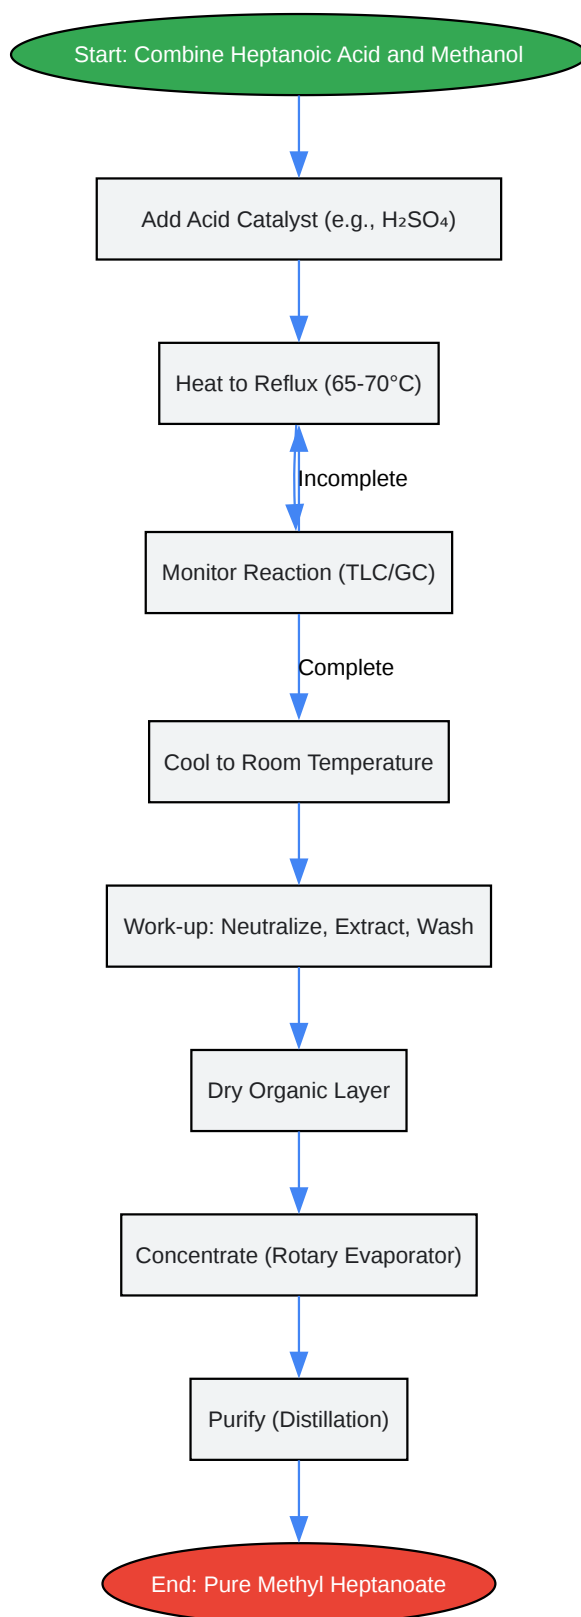 Start: Combine Heptanoic Acid and Methanol
Add Acid Catalyst (e.g., H₂SO₄)
Heat to Reflux (65-70°C)
Incomplete
Monitor Reaction (TLC/GC)
Complete
Cool to Room Temperature
Work-up: Neutralize, Extract, Wash
Dry Organic Layer
Concentrate (Rotary Evaporator)
Purify (Distillation)
End: Pure Methyl Heptanoate